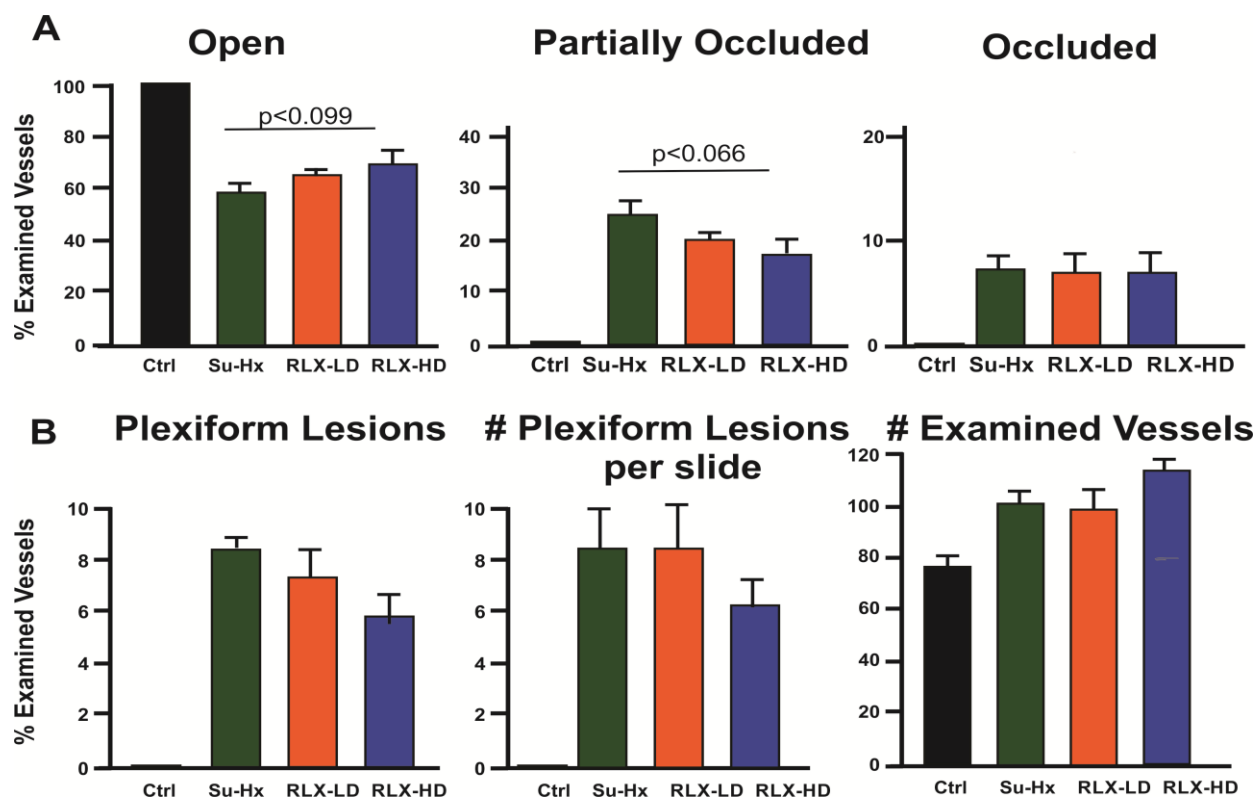 A
Open
% Examined Vessels
100
80
60
40
20
0
p<0.099
Ctrl Su-Hx RLX-LD RLX-HD
Partially Occluded
40
30
20
10
0
p<0.066
Ctrl Su-Hx RLX-LD RLX-HD
Occluded
20
10
0
Ctrl Su-Hx RLX-LD RLX-HD
B
Plexiform Lesions
% Examined Vessels
10
8
6
4
2
0
Ctrl Su-Hx RLX-LD RLX-HD
# Plexiform Lesions
per slide
10
8
6
4
2
0
Ctrl Su-Hx RLX-LD RLX-HD
# Examined Vessels
120
100
80
60
40
20
0
Ctrl Su-Hx RLX-LD RLX-HD